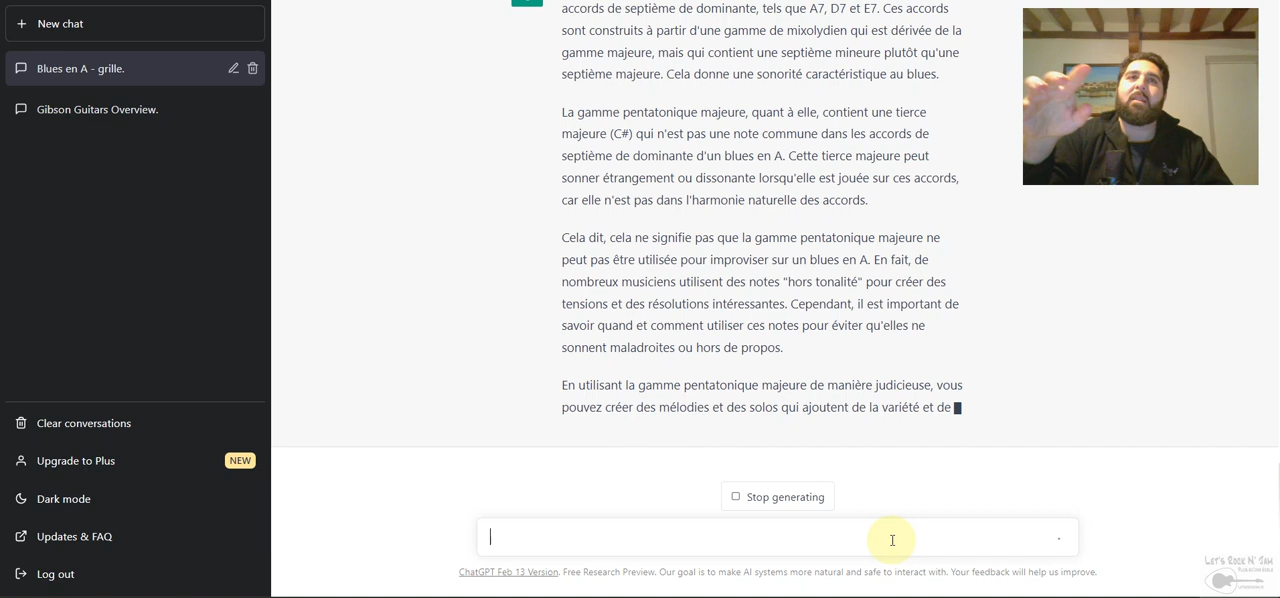 New chat
Blues en A - grille.
Gibson Guitars Overview.
Clear conversations
Upgrade to Plus
NEW
Dark mode
Updates & FAQ
Log out
accords de septième de dominante, tels que A7, D7 et E7. Ces accords
sont construits à partir d'une gamme de mixolydien qui est dérivée de la
gamme majeure, mais qui contient une septième mineure plutôt qu'une
septième majeure. Cela donne une sonorité caractéristique au blues.
La gamme pentatonique majeure, quant à elle, contient une tierce
majeure (C#) qui n'est pas une note commune dans les accords de
septième de dominante d'un blues en A. Cette tierce majeure peut
sonner étrangement ou dissonante lorsqu'elle est jouée sur ces accords,
car elle n'est pas dans l'harmonie naturelle des accords.
Cela dit, cela ne signifie pas que la gamme pentatonique majeure ne
peut pas être utilisée pour improviser sur un blues en A. En fait, de
nombreux musiciens utilisent des notes "hors tonalité" pour créer des
tensions et des résolutions intéressantes. Cependant, il est important de
savoir quand et comment utiliser ces notes pour éviter qu'elles ne
sonnent maladroites ou hors de propos.
En utilisant la gamme pentatonique majeure de manière judicieuse, vous
pouvez créer des mélodies et des solos qui ajoutent de la variété et de
Stop generating
ChatGPT Feb 13 Version. Free Research Preview. Our goal is to make AI systems more natural and safe to interact with. Your feedback will help us improve.
Let's Rock N' Jam